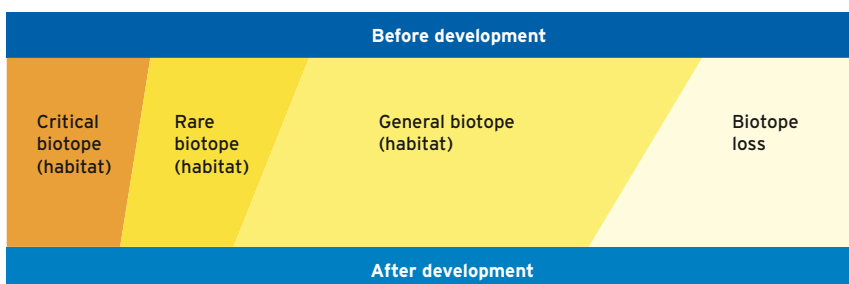 Before development
Critical
biotope
(habitat)
Rare
biotope
(habitat)
General biotope
(habitat)
Biotope
loss
After development